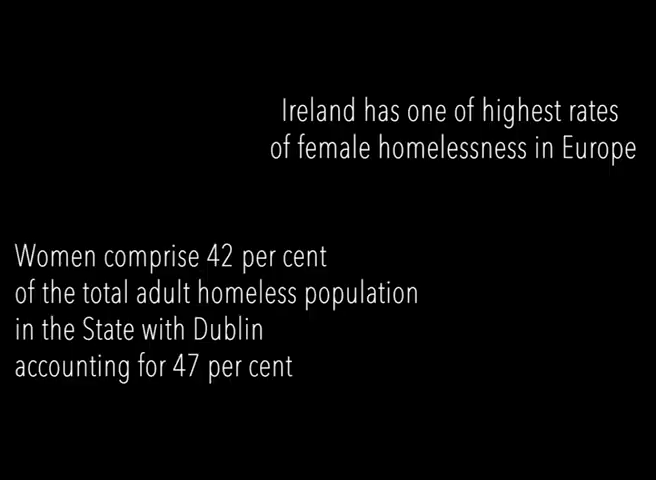 Ireland has one of highest rates
of female homelessness in Europe
Women comprise 42 per cent
of the total adult homeless population
in the State with Dublin
accounting for 47 per cent